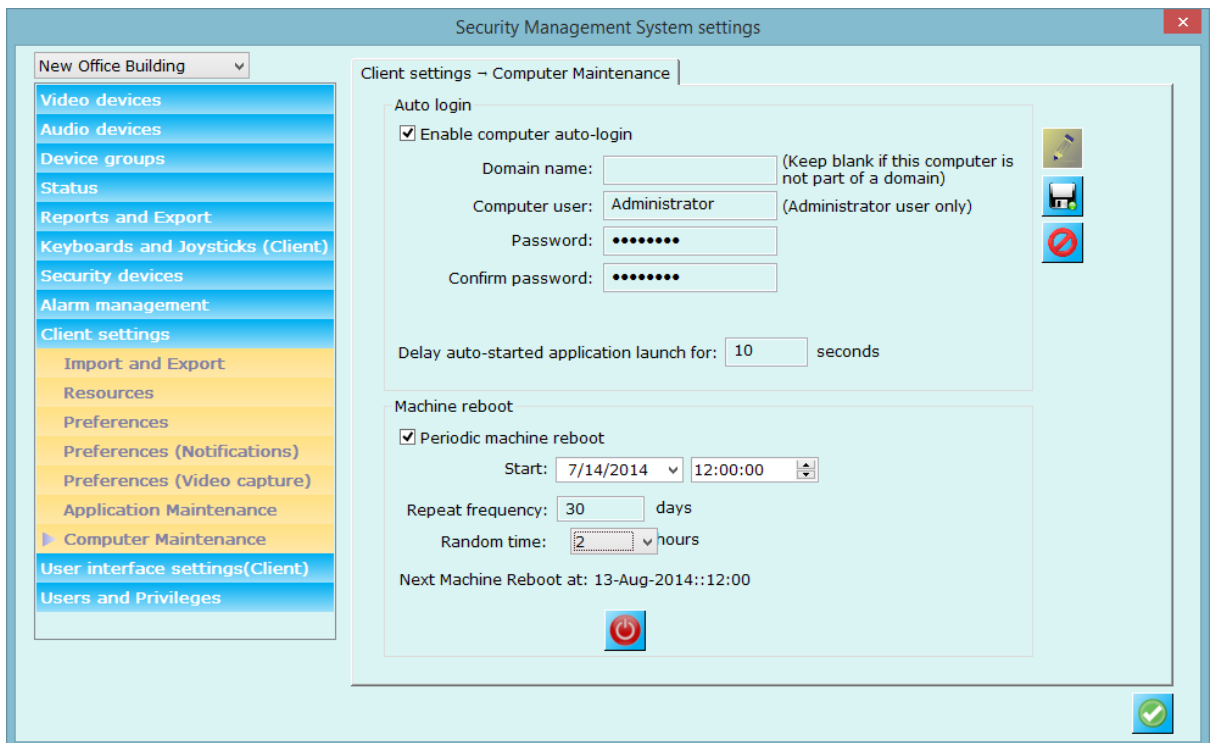 Security Management System settings
New Office Building
Video devices
Audio devices
Device groups
Status
Reports and Export
Keyboards and Joysticks (Client)
Security devices
Alarm management
Client settings
Import and Export
Resources
Preferences
Preferences (Notifications)
Preferences (Video capture)
Application Maintenance
Computer Maintenance
User interface settings(Client)
Users and Privileges
Client settings → Computer Maintenance
Auto login
Enable computer auto-login
Domain name: (Keep blank if this computer is
not part of a domain)
Computer user: Administrator (Administrator user only)
Password: ••••••••
Confirm password: ••••••••
Delay auto-started application launch for: 10 seconds
Machine reboot
Periodic machine reboot
Start: 7/14/2014 12:00:00
Repeat frequency: 30 days
Random time: 2 hours
Next Machine Reboot at: 13-Aug-2014::12:00